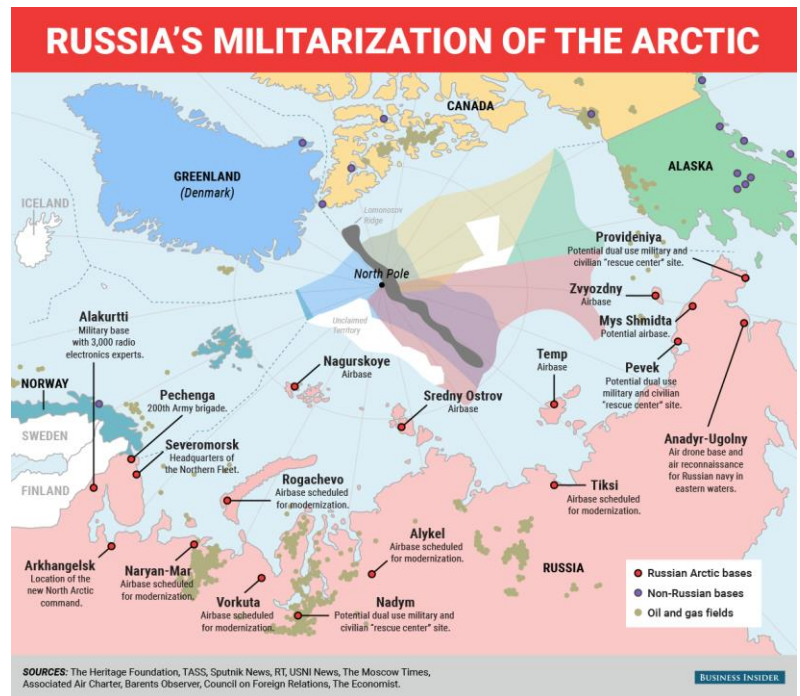 RUSSIA'S MILITARIZATION OF THE ARCTIC
CANADA
GREENLAND
(Denmark)
ALASKA
ICELAND
Lomonosov
Ridge
North Pole
Unclaimed
Territory
Provideniya
Potential dual use military and
civilian "rescue center" site.
Zvyozdny
Airbase
Mys Shmidta
Potential airbase.
Pevek
Potential dual use
military and civilian
"rescue center" site.
Anadyr-Ugolny
Air drone base and
air reconnaissance
for Russian navy in
eastern waters.
Alakurtti
Military base
with 3,000 radio
electronics experts.
NORWAY
SWEDEN
FINLAND
Pechenga
200th Army brigade.
Severomorsk
Headquarters of
the Northern Fleet.
Nagurskoye
Airbase
Sredny Ostrov
Airbase
Temp
Airbase
Rogachevo
Airbase scheduled
for modernization.
Tiksi
Airbase scheduled
for modernization.
Alykel
Airbase scheduled
for modernization.
RUSSIA
Arkhangelsk
Location of the
new North Arctic
command.
Naryan-Mar
Airbase scheduled
for modernization.
Vorkuta
Airbase scheduled
for modernization.
Nadym
Potential dual use military and
civilian "rescue center" site.
Russian Arctic bases
Non-Russian bases
Oil and gas fields
SOURCES: The Heritage Foundation, TASS, Sputnik News, RT, USNI News, The Moscow Times,
Associated Air Charter, Barents Observer, Council on Foreign Relations, The Economist.
BUSINESS INSIDER